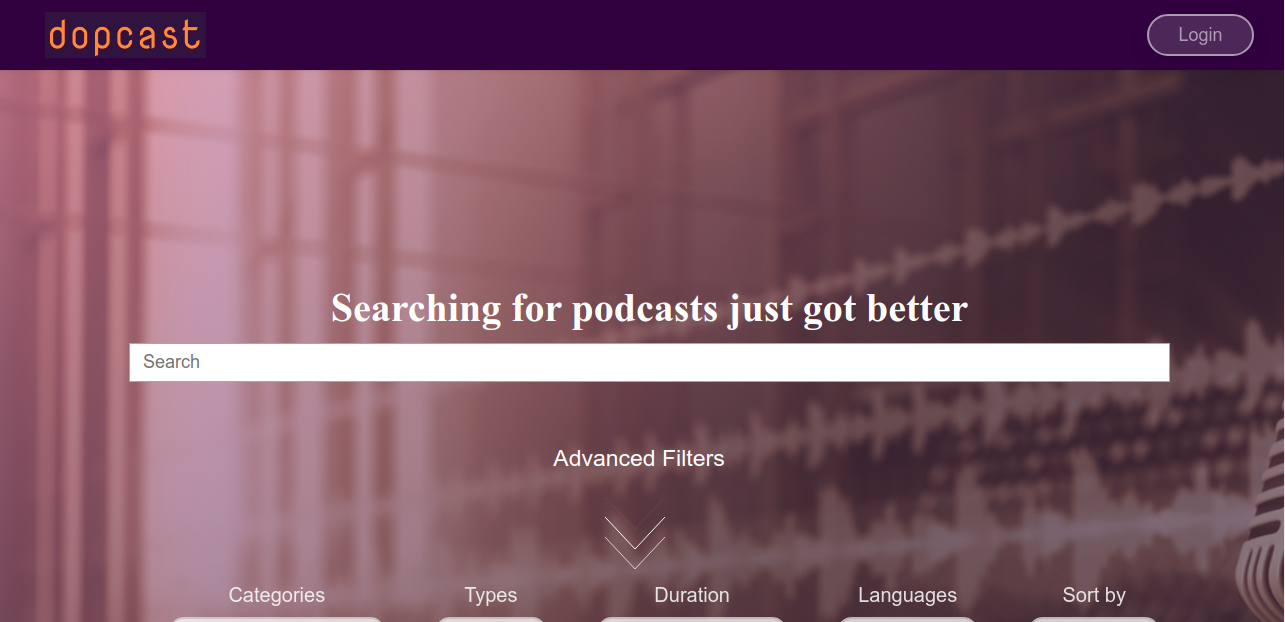 dopcast
Login
Searching for podcasts just got better
Search
Advanced Filters
Categories Types Duration Languages Sort by